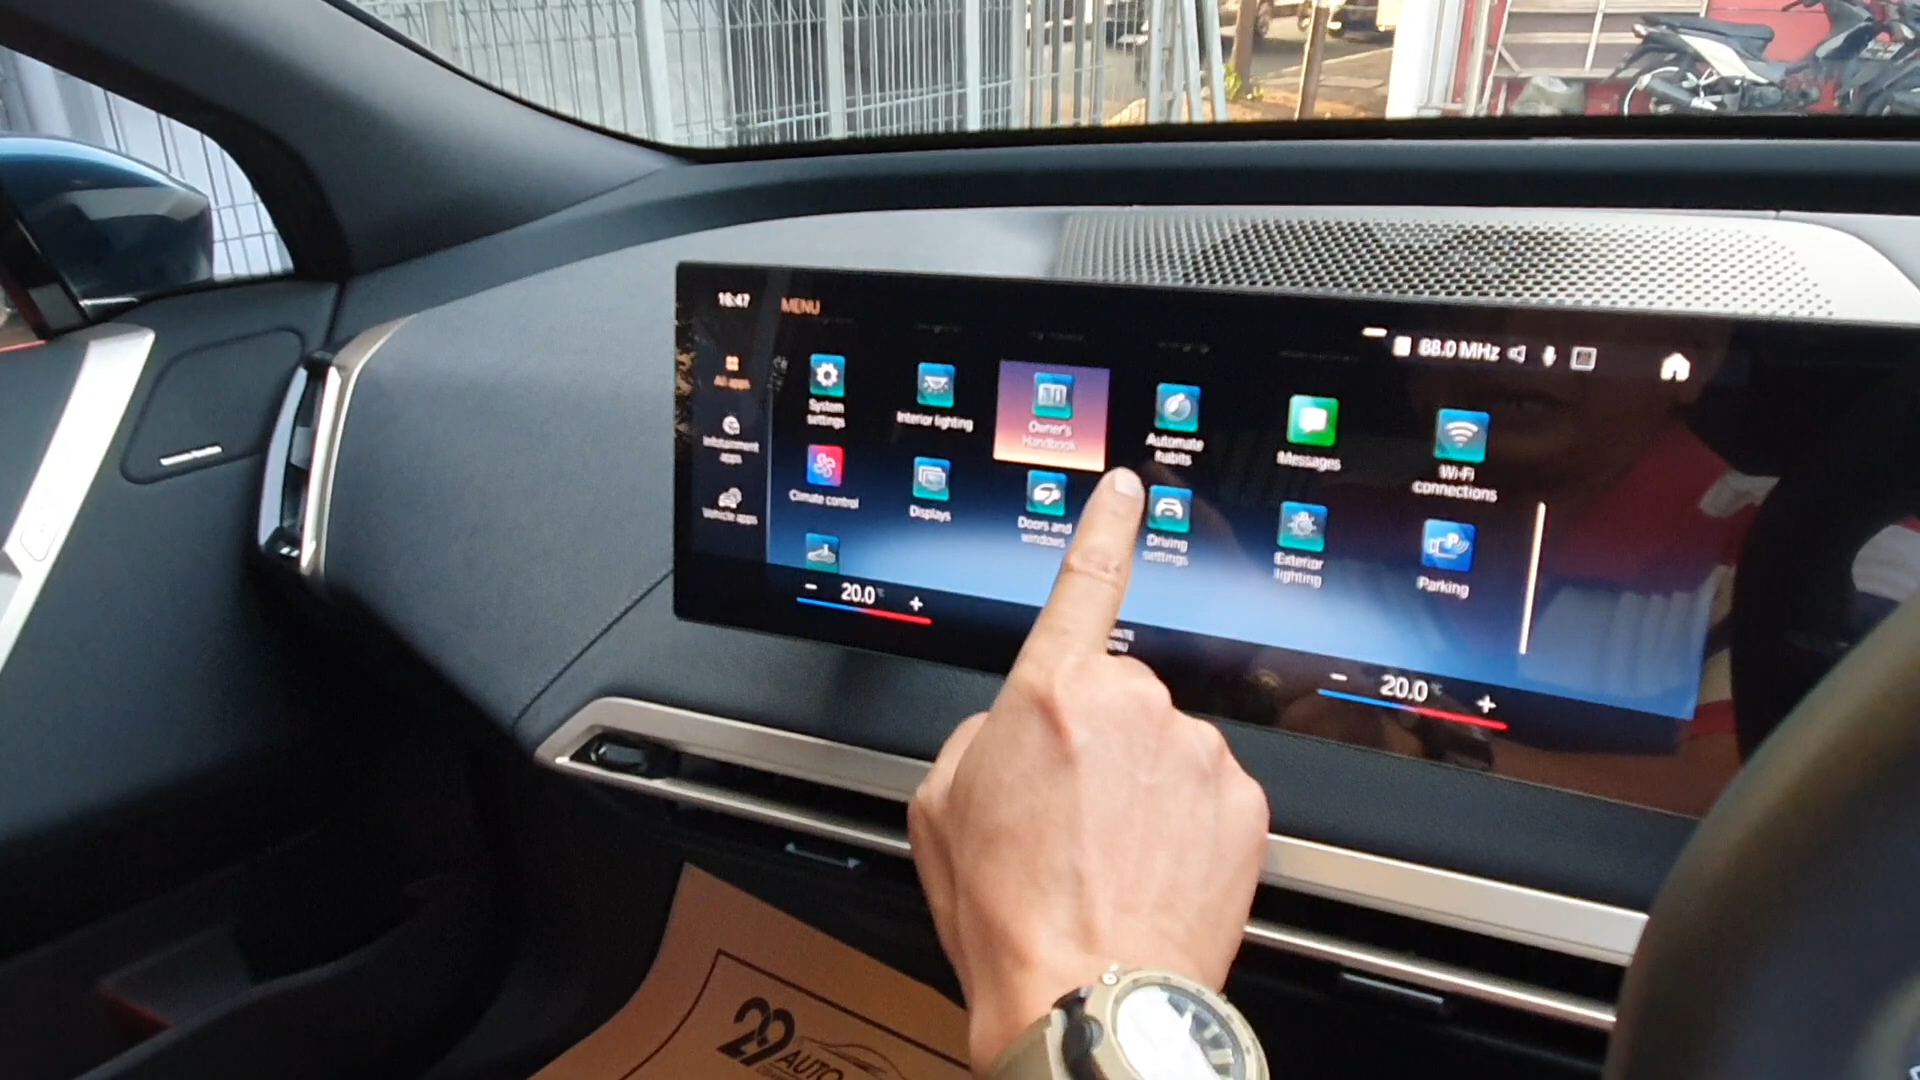 16:47
MENU
88.0 MHz
All apps
Infotainment
apps
Vehicle apps
System
settings
Interior lighting
Owner's
Handbook
Automate
habits
Messages
Wi-Fi
connections
Climate control
Displays
Doors and
windows
Driving
settings
Exterior
lighting
Parking
− 20.0 °C +
− 20.0 °C +
29
AUTO